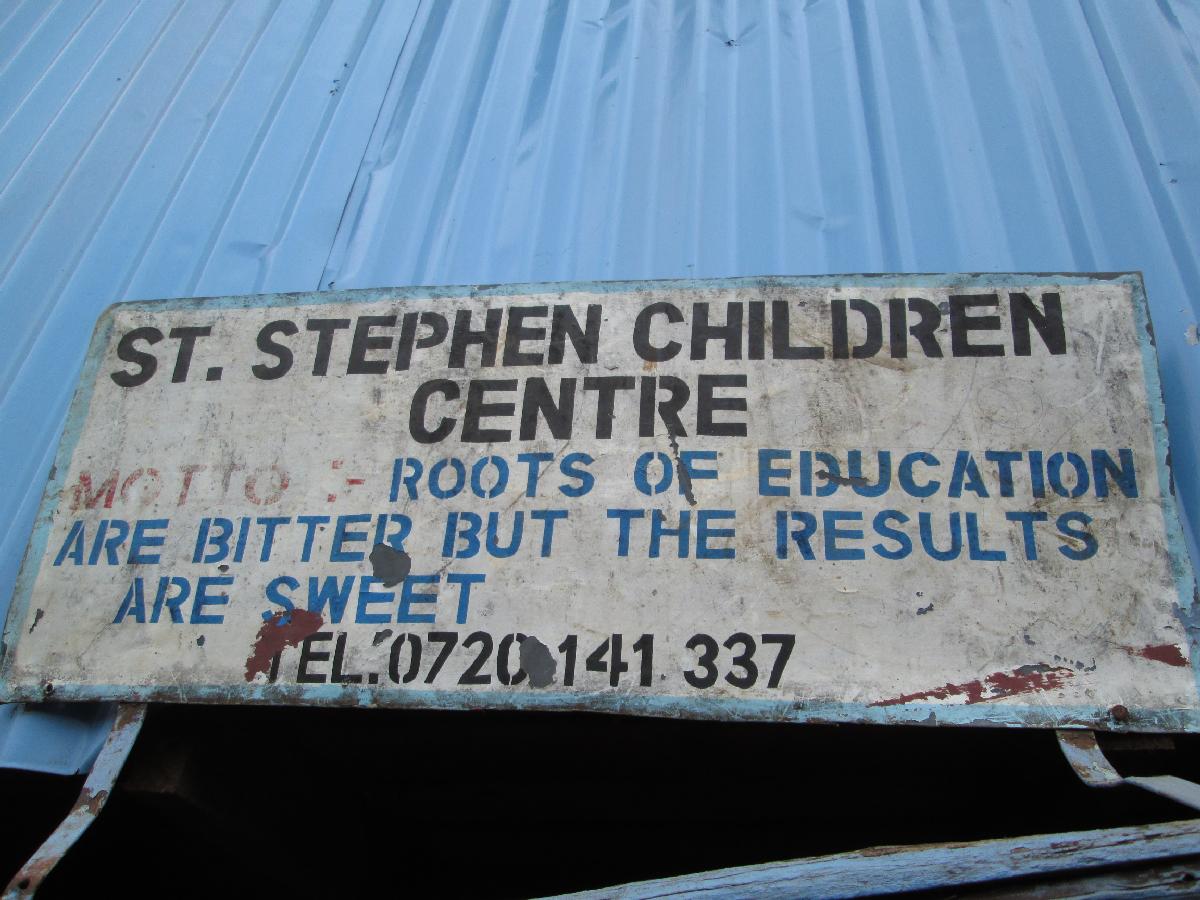 ST. STEPHEN CHILDREN
CENTRE
MOTTO :- ROOTS OF EDUCATION
ARE BITTER BUT THE RESULTS
ARE SWEET
TEL: 0720 141 337